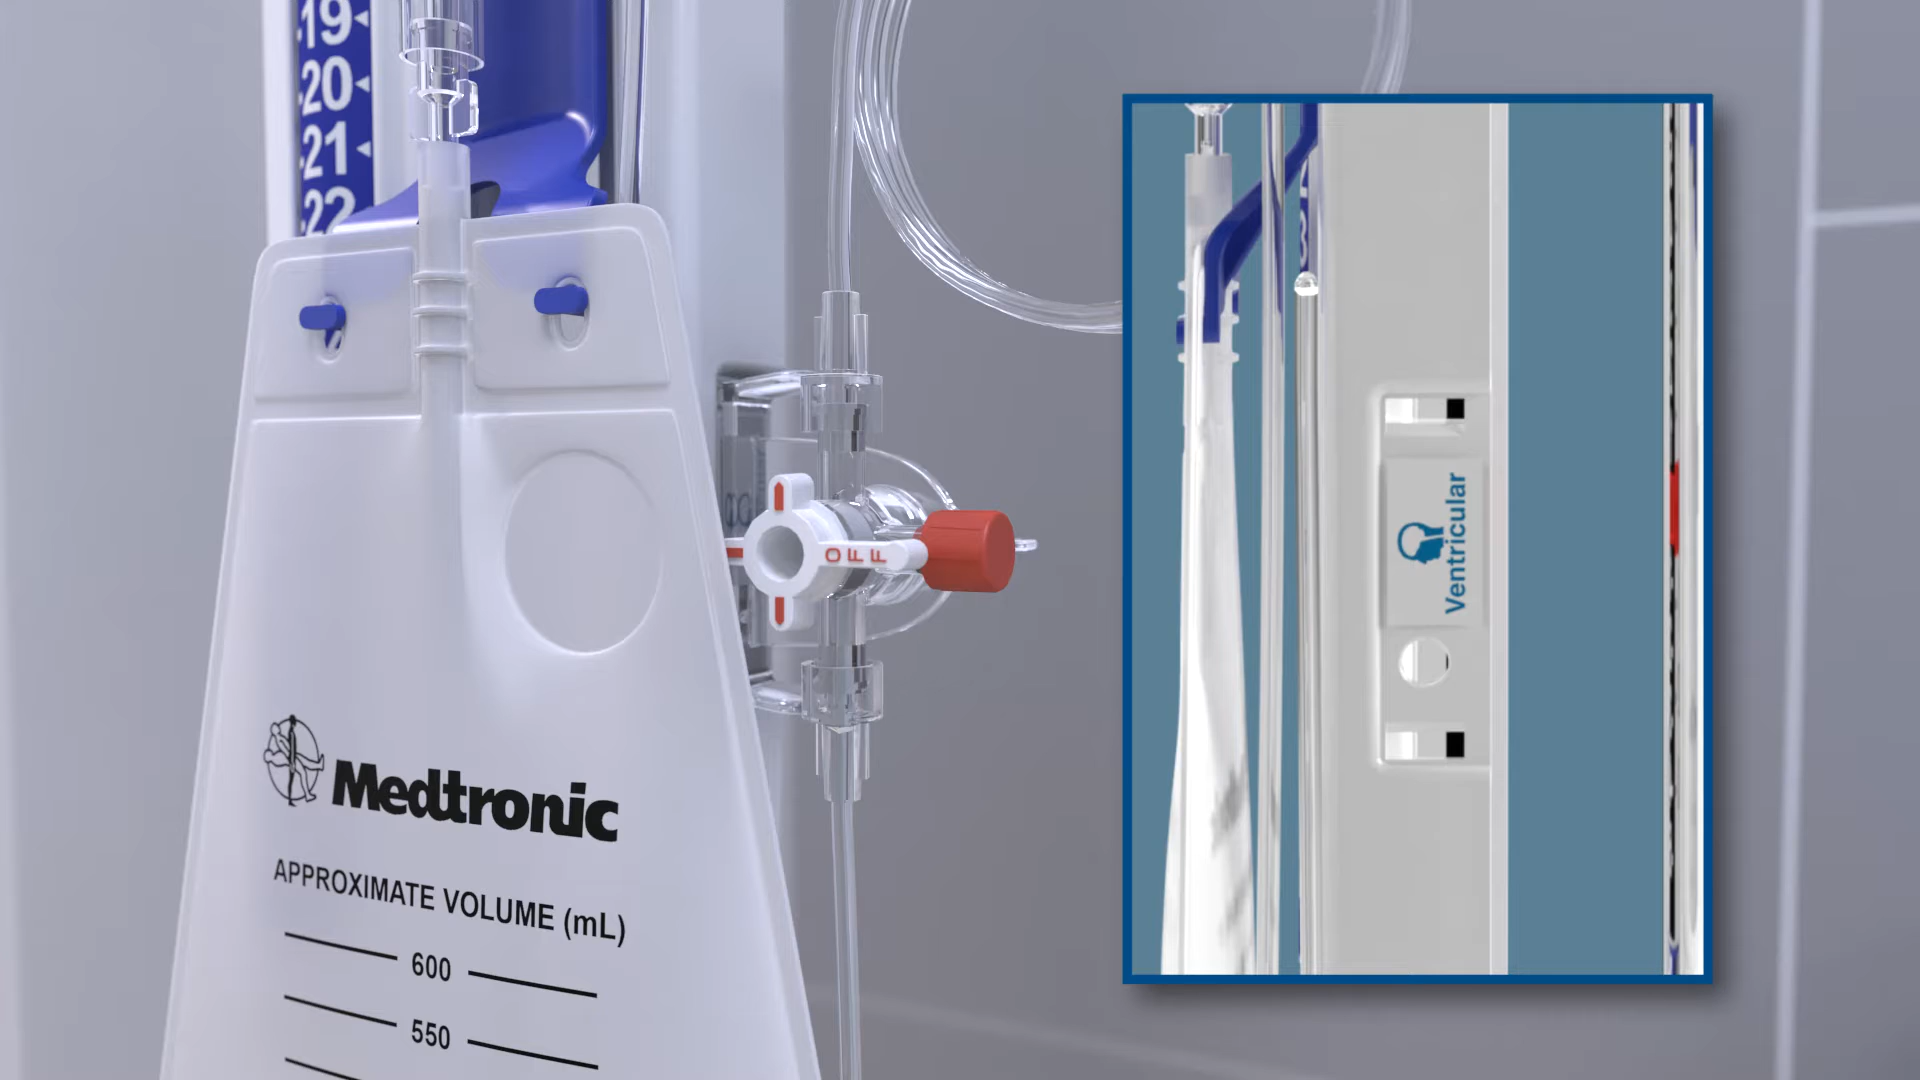 19
20
21
22
OFF
Medtronic
APPROXIMATE VOLUME (mL)
600
550
Ventricular